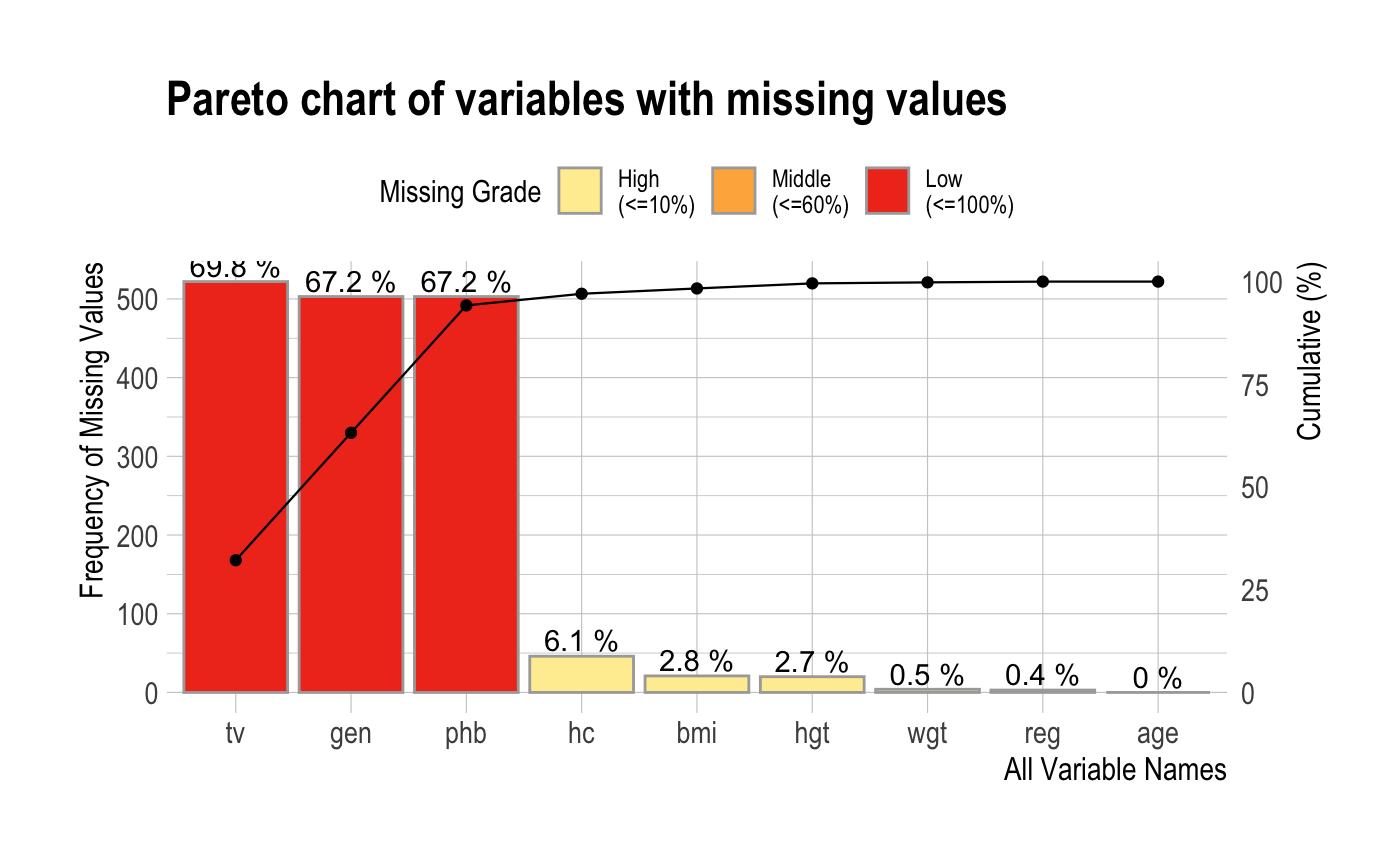 Pareto chart of variables with missing values
Missing Grade
High
(<=10%)
Middle
(<=60%)
Low
(<=100%)
Frequency of Missing Values
500
400
300
200
100
0
69.8 %
67.2 %
67.2 %
6.1 %
2.8 %
2.7 %
0.5 %
0.4 %
0 %
100
75
50
25
0
Cumulative (%)
tv
gen
phb
hc
bmi
hgt
wgt
reg
age
All Variable Names